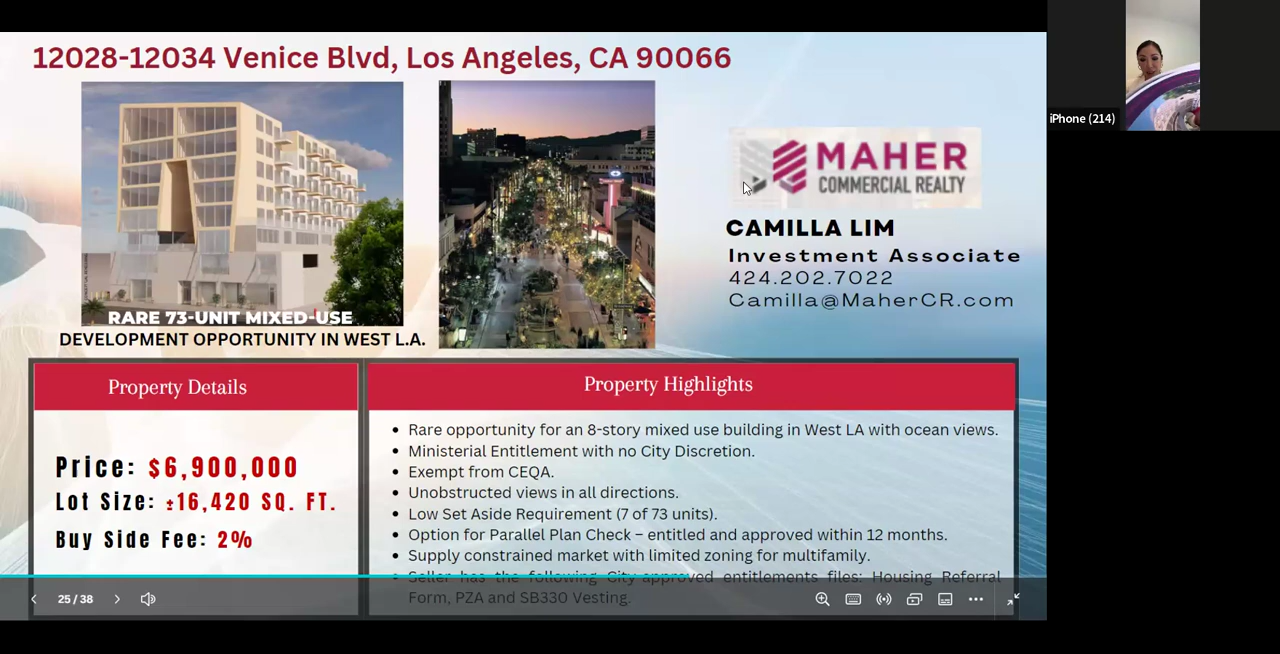 12028-12034 Venice Blvd, Los Angeles, CA 90066
iPhone (214)
MAHER
COMMERCIAL REALTY
CAMILLA LIM
Investment Associate
424.202.7022
Camilla@MaherCR.com
RARE 73-UNIT MIXED-USE
DEVELOPMENT OPPORTUNITY IN WEST L.A.
Property Details
Price: $6,900,000
Lot Size: ±16,420 SQ. FT.
Buy Side Fee: 2%
Property Highlights
• Rare opportunity for an 8-story mixed use building in West LA with ocean views.
• Ministerial Entitlement with no City Discretion.
• Exempt from CEQA.
• Unobstructed views in all directions.
• Low Set Aside Requirement (7 of 73 units).
• Option for Parallel Plan Check – entitled and approved within 12 months.
• Supply constrained market with limited zoning for multifamily.
• Seller has the following City approved entitlements files: Housing Referral
Form, PZA and SB330 Vesting.
25 / 38